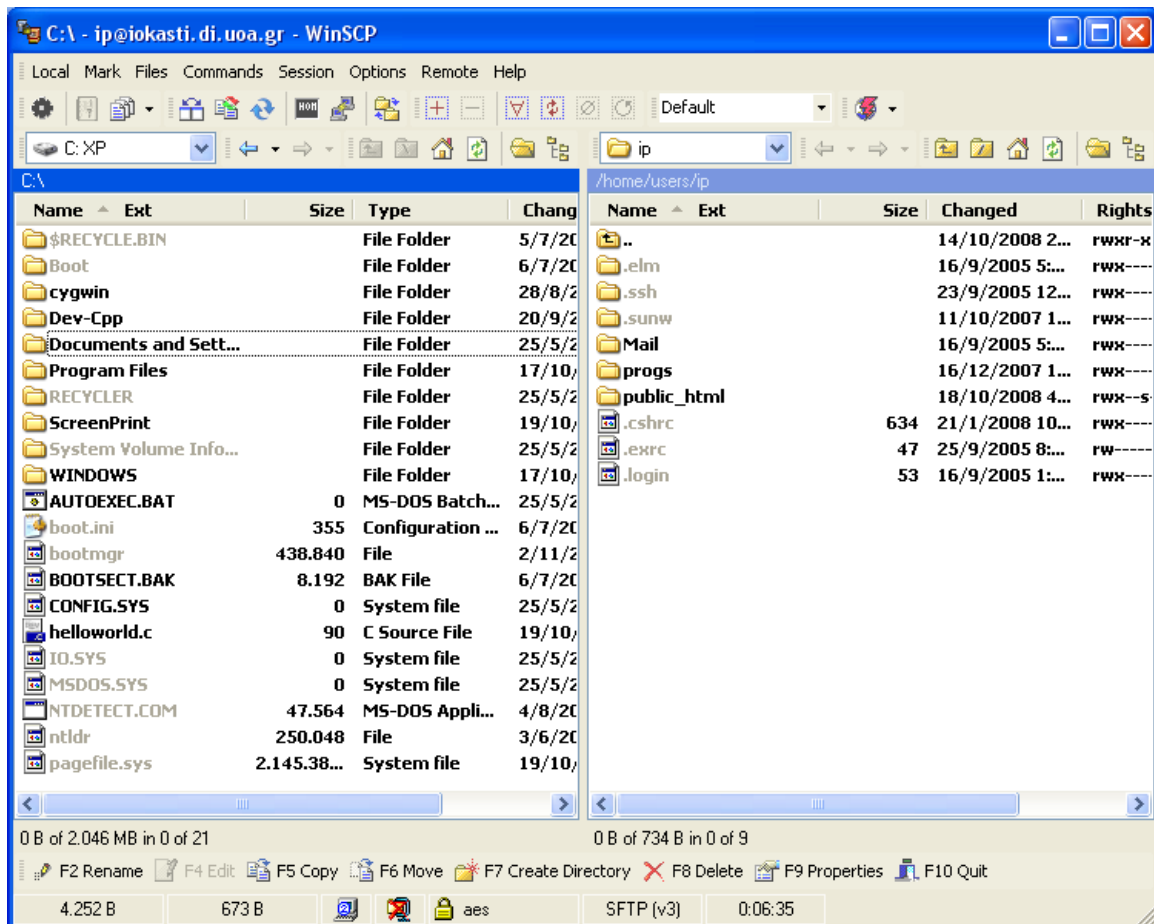 C:\ - ip@iokasti.di.uoa.gr - WinSCP
Local Mark Files Commands Session Options Remote Help
Default
C: XP
ip
C:\
/home/users/ip
Name Ext Size Type Chang
$RECYCLE.BIN File Folder 5/7/20
Boot File Folder 6/7/20
cygwin File Folder 28/8/2
Dev-Cpp File Folder 20/9/2
Documents and Sett... File Folder 25/5/2
Program Files File Folder 17/10/
RECYCLER File Folder 25/5/2
ScreenPrint File Folder 19/10/
System Volume Info... File Folder 25/5/2
WINDOWS File Folder 17/10/
AUTOEXEC.BAT 0 MS-DOS Batch... 25/5/2
boot.ini 355 Configuration ... 6/7/20
bootmgr 438.840 File 2/11/2
BOOTSECT.BAK 8.192 BAK File 6/7/20
CONFIG.SYS 0 System file 25/5/2
helloworld.c 90 C Source File 19/10/
IO.SYS 0 System file 25/5/2
MSDOS.SYS 0 System file 25/5/2
NTDETECT.COM 47.564 MS-DOS Appli... 4/8/20
ntldr 250.048 File 3/6/20
pagefile.sys 2.145.38... System file 19/10/
Name Ext Size Changed Rights
.. 14/10/2008 2... rwxr-x
.elm 16/9/2005 5:... rwx----
.ssh 23/9/2005 12... rwx----
.sunw 11/10/2007 1... rwx----
Mail 16/9/2005 5:... rwx----
progs 16/12/2007 1... rwx----
public_html 18/10/2008 4... rwx--s
.cshrc 634 21/1/2008 10... rwx----
.exrc 47 25/9/2005 8:... rw-----
.login 53 16/9/2005 1:... rwx----
0 B of 2.046 MB in 0 of 21
0 B of 734 B in 0 of 9
F2 Rename F4 Edit F5 Copy F6 Move F7 Create Directory F8 Delete F9 Properties F10 Quit
4.252 B 673 B aes SFTP (v3) 0:06:35